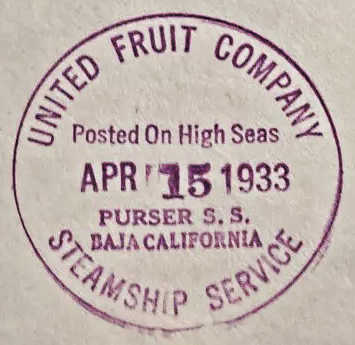 UNITED FRUIT COMPANY
Posted On High Seas
APR 15 1933
PURSER S. S.
BAJA CALIFORNIA
STEAMSHIP SERVICE